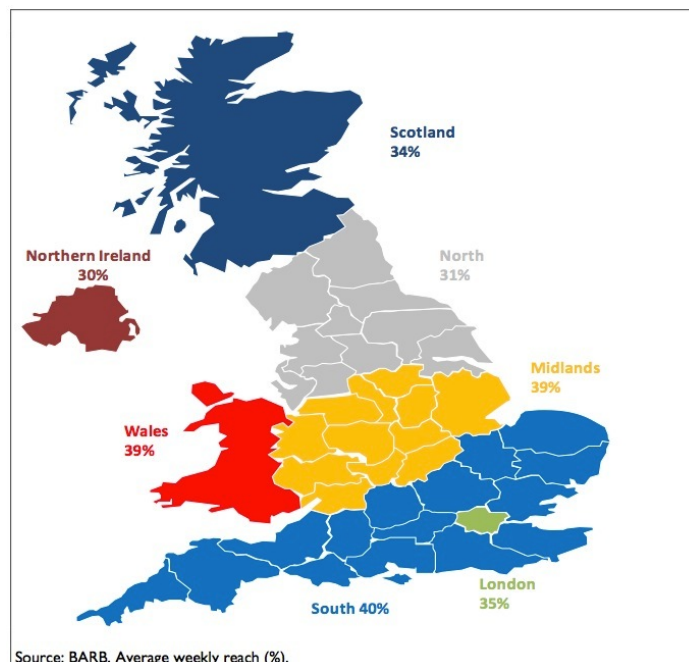 Scotland
34%
Northern Ireland
30%
North
31%
Midlands
39%
Wales
39%
London
35%
South 40%
Source: BARB. Average weekly reach (%).